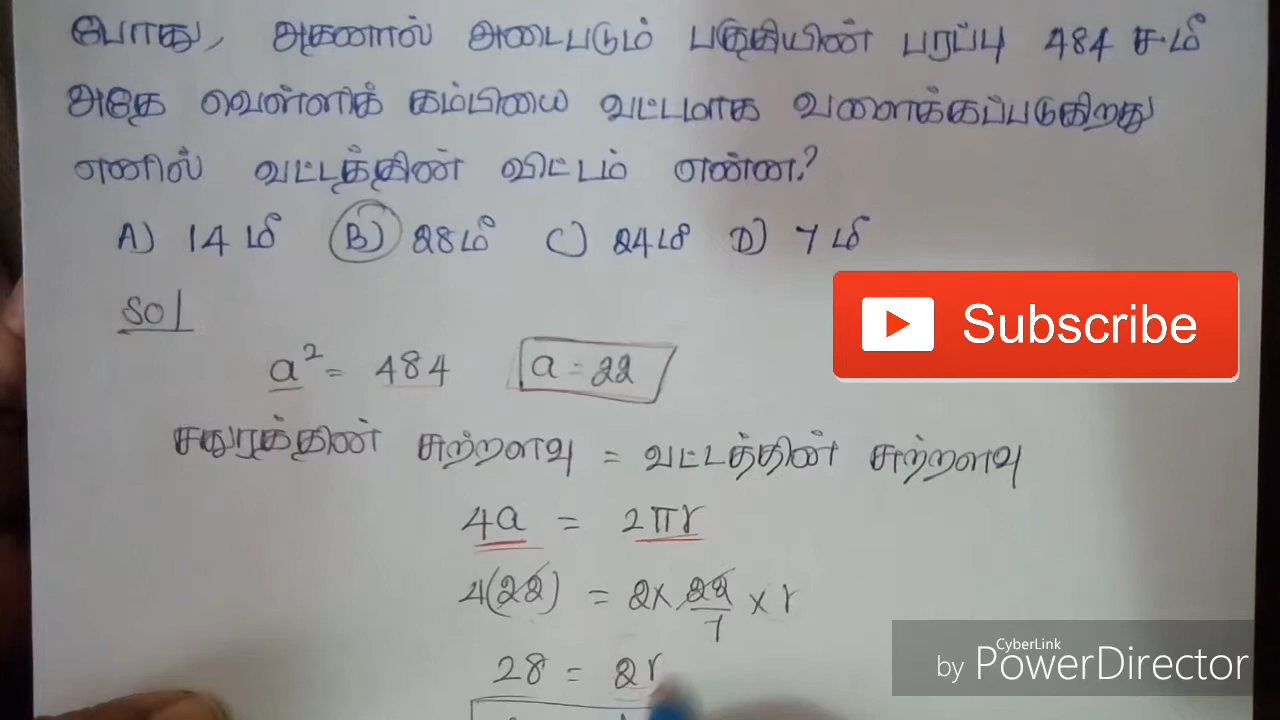 போது, அதனால் அடைபடும் பகுதியின் பரப்பு 484 ச.மீ
அதே வெள்ளிக் கம்பியை வட்டமாக வளைக்கப்படுகிறது
எனில் வட்டத்தின் விட்டம் என்ன?
A) 14 மீ B) 28மீ C) 24மீ D) 7 மீ
Subscribe
Sol
a² = 484 a = 22
சதுரத்தின் சுற்றளவு = வட்டத்தின் சுற்றளவு
4a = 2πr
4(22) = 2 x 22/7 x r
28 = 2r
CyberLink
by PowerDirector